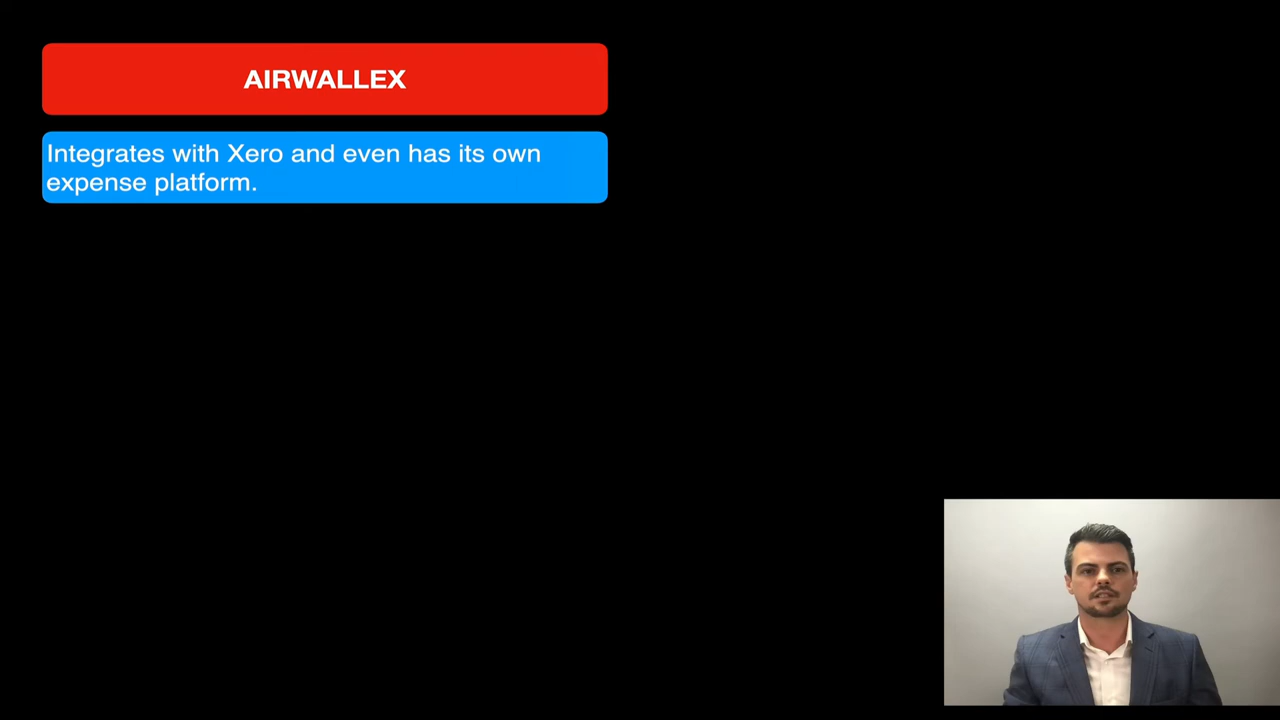 AIRWALLEX
Integrates with Xero and even has its own
expense platform.